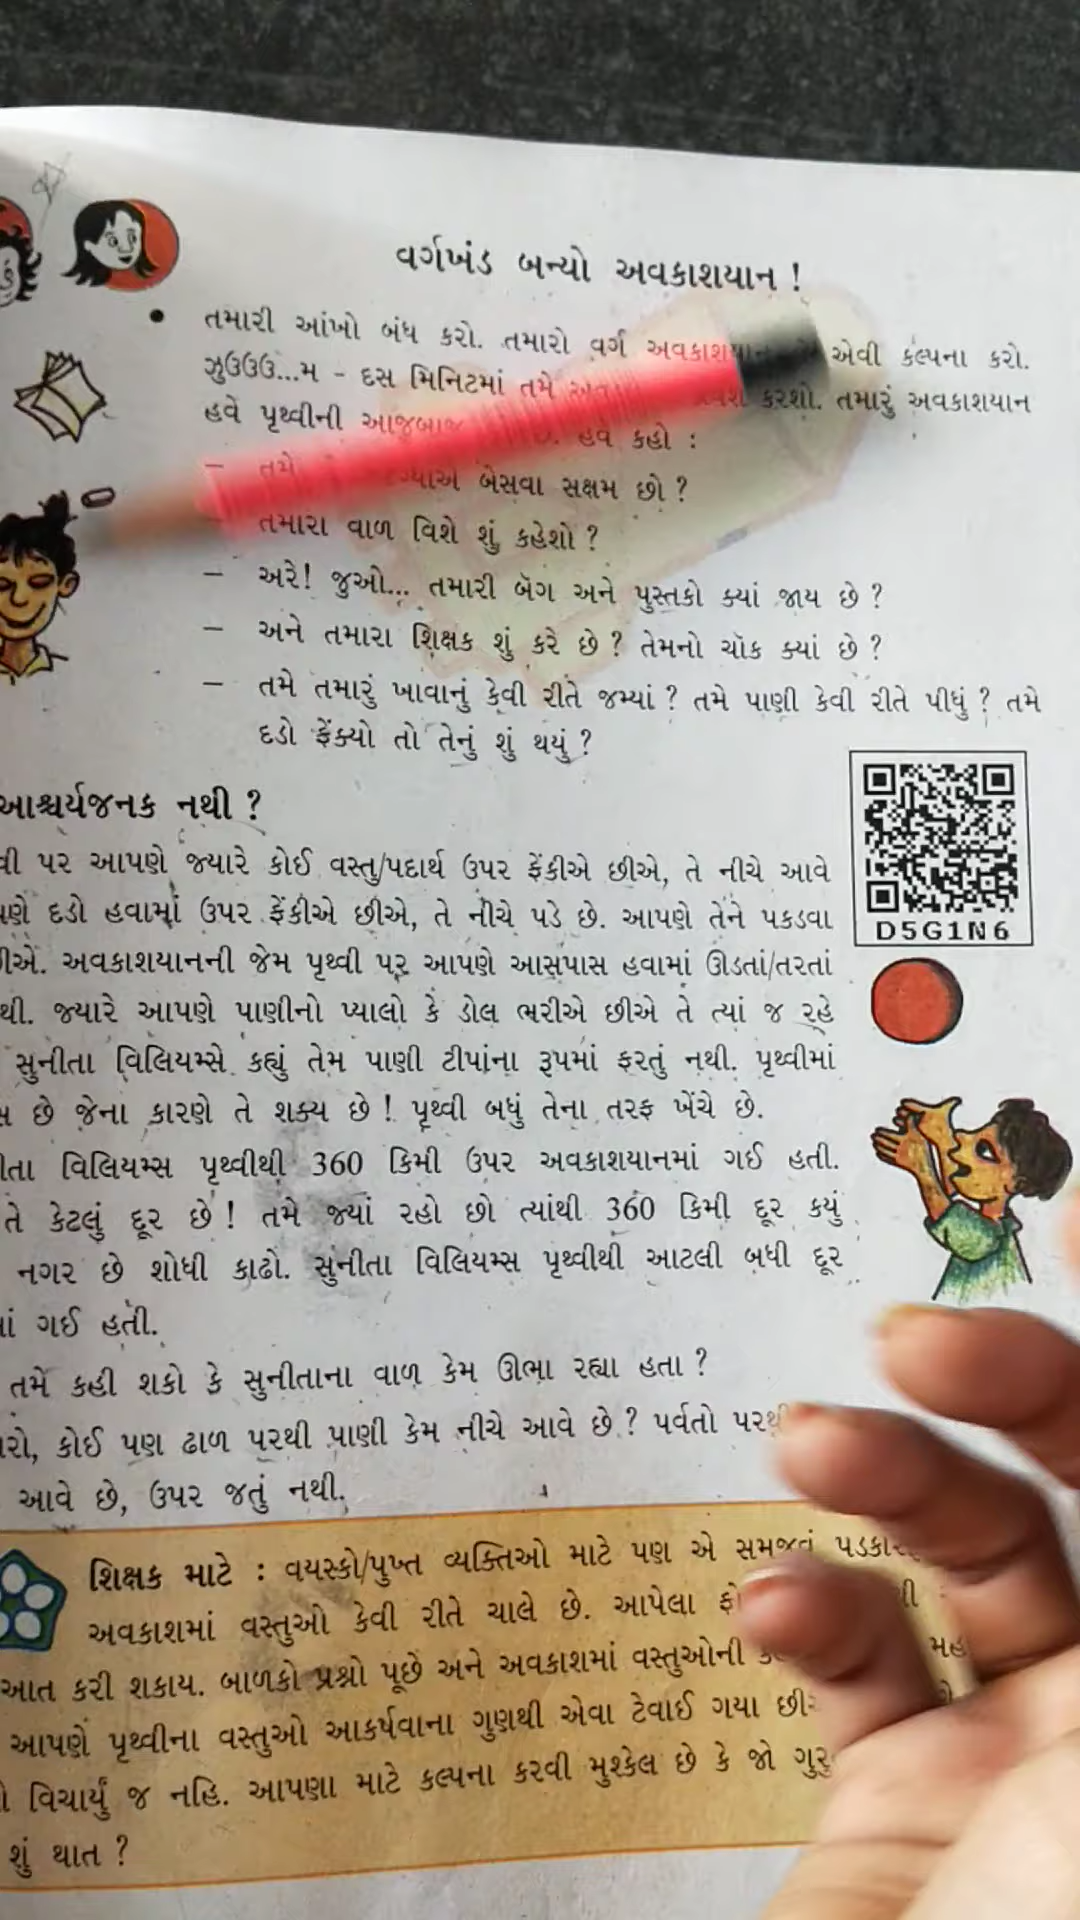 વર્ગખંડ બન્યો અવકાશયાન !
• તમારી આંખો બંધ કરો. તમારો વર્ગ અવકાશયાન એવી કલ્પના કરો.
ઝુઉઉઉ...મ – દસ મિનિટમાં તમે કરશો. તમારું અવકાશયાન
હવે પૃથ્વીની આજુબાજુ હવે કહો :
– તમે બેસવા સક્ષમ છો ?
તમારા વાળ વિશે શું કહેશો ?
– અરે! જુઓ... તમારી બૅગ અને પુસ્તકો ક્યાં જાય છે ?
– અને તમારા શિક્ષક શું કરે છે ? તેમનો ચૉક ક્યાં છે ?
– તમે તમારું ખાવાનું કેવી રીતે જમ્યાં ? તમે પાણી કેવી રીતે પીધું ? તમે
દડો ફેંક્યો તો તેનું શું થયું ?
આશ્ચર્યજનક નથી ?
પર આપણે જ્યારે કોઈ વસ્તુ/પદાર્થ ઉપર ફેંકીએ છીએ, તે નીચે આવે
દડો હવામાં ઉપર ફેંકીએ છીએ, તે નીચે પડે છે. આપણે તેને પકડવા
અવકાશયાનની જેમ પૃથ્વી પર આપણે આસપાસ હવામાં ઊડતાં/તરતાં
જ્યારે આપણે પાણીનો પ્યાલો કે ડોલ ભરીએ છીએ તે ત્યાં જ રહે
સુનીતા વિલિયમ્સે કહ્યું તેમ પાણી ટીપાંના રૂપમાં ફરતું નથી. પૃથ્વીમાં
છે જેના કારણે તે શક્ય છે ! પૃથ્વી બધું તેના તરફ ખેંચે છે.
વિલિયમ્સ પૃથ્વીથી 360 કિમી ઉપર અવકાશયાનમાં ગઈ હતી.
તે કેટલું દૂર છે ! તમે જ્યાં રહો છો ત્યાંથી 360 કિમી દૂર કયું
નગર છે શોધી કાઢો. સુનીતા વિલિયમ્સ પૃથ્વીથી આટલી બધી દૂર
ગઈ હતી.
તમે કહી શકો કે સુનીતાના વાળ કેમ ઊભા રહ્યા હતા ?
કોઈ પણ ઢાળ પરથી પાણી કેમ નીચે આવે છે ? પર્વતો પરથી
આવે છે, ઉપર જતું નથી.
શિક્ષક માટે : વયસ્કો/પુખ્ત વ્યક્તિઓ માટે પણ એ સમજવું
અવકાશમાં વસ્તુઓ કેવી રીતે ચાલે છે. આપેલા
કરી શકાય. બાળકો પ્રશ્નો પૂછે અને અવકાશમાં વસ્તુઓની
આપણે પૃથ્વીના વસ્તુઓ આકર્ષવાના ગુણથી એવા ટેવાઈ ગયા
વિચાર્યું જ નહિ. આપણા માટે કલ્પના કરવી મુશ્કેલ છે કે જો
શું થાત ?
D5G1N6